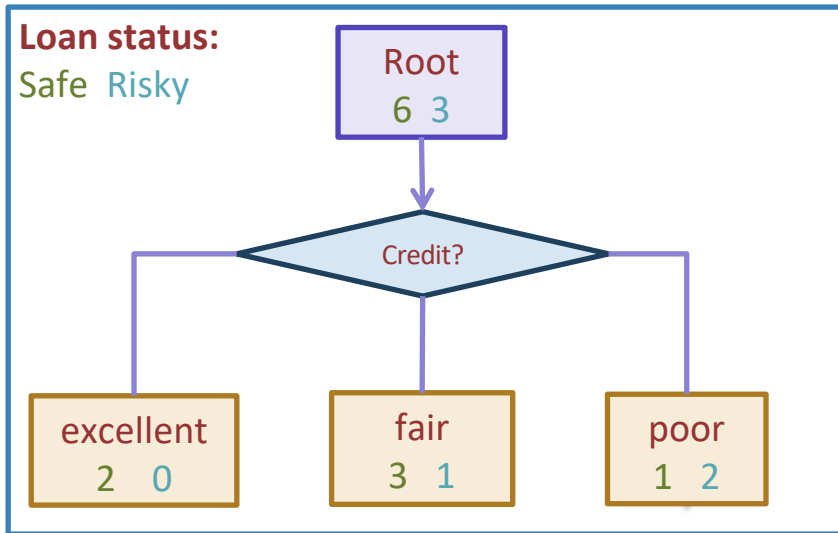 Loan status:
Safe Risky
Root
6 3
Credit?
excellent
2 0
fair
3 1
poor
1 2